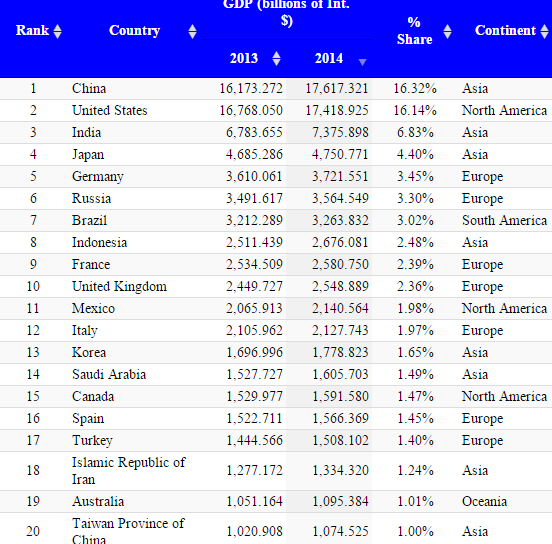 GDP (billions of Int.
$)
Rank Country % Share Continent
2013 2014
1 China 16,173.272 17,617.321 16.32% Asia
2 United States 16,768.050 17,418.925 16.14% North America
3 India 6,783.655 7,375.898 6.83% Asia
4 Japan 4,685.286 4,750.771 4.40% Asia
5 Germany 3,610.061 3,721.551 3.45% Europe
6 Russia 3,491.617 3,564.549 3.30% Europe
7 Brazil 3,212.289 3,263.832 3.02% South America
8 Indonesia 2,511.439 2,676.081 2.48% Asia
9 France 2,534.509 2,580.750 2.39% Europe
10 United Kingdom 2,449.727 2,548.889 2.36% Europe
11 Mexico 2,065.913 2,140.564 1.98% North America
12 Italy 2,105.962 2,127.743 1.97% Europe
13 Korea 1,696.996 1,778.823 1.65% Asia
14 Saudi Arabia 1,527.727 1,605.703 1.49% Asia
15 Canada 1,529.977 1,591.580 1.47% North America
16 Spain 1,522.711 1,566.369 1.45% Europe
17 Turkey 1,444.566 1,508.102 1.40% Europe
18 Islamic Republic of
Iran 1,277.172 1,334.320 1.24% Asia
19 Australia 1,051.164 1,095.384 1.01% Oceania
20 Taiwan Province of
China 1,020.908 1,074.525 1.00% Asia